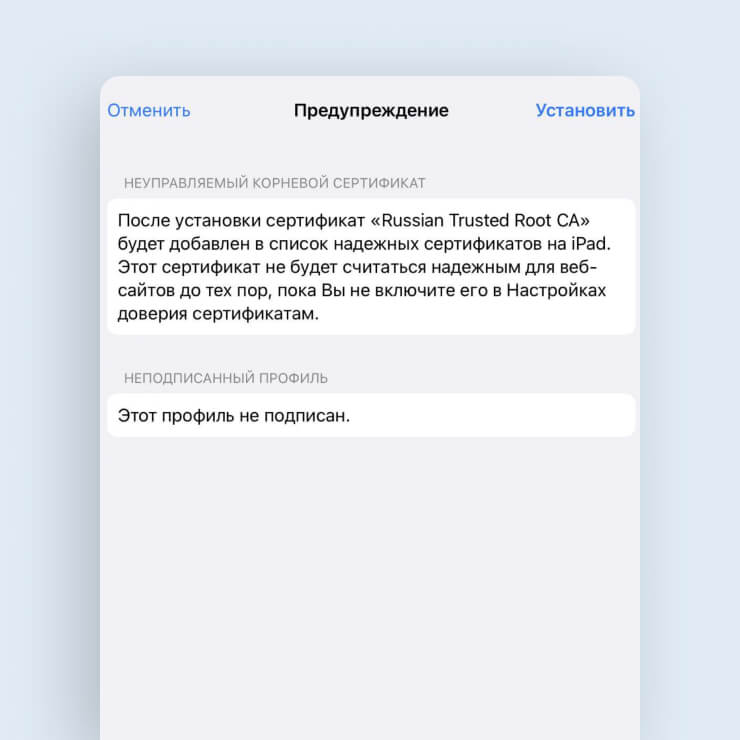 Отменить Предупреждение Установить
НЕУПРАВЛЯЕМЫЙ КОРНЕВОЙ СЕРТИФИКАТ
После установки сертификат «Russian Trusted Root CA»
будет добавлен в список надежных сертификатов на iPad.
Этот сертификат не будет считаться надежным для веб-
сайтов до тех пор, пока Вы не включите его в Настройках
доверия сертификатам.
НЕПОДПИСАННЫЙ ПРОФИЛЬ
Этот профиль не подписан.